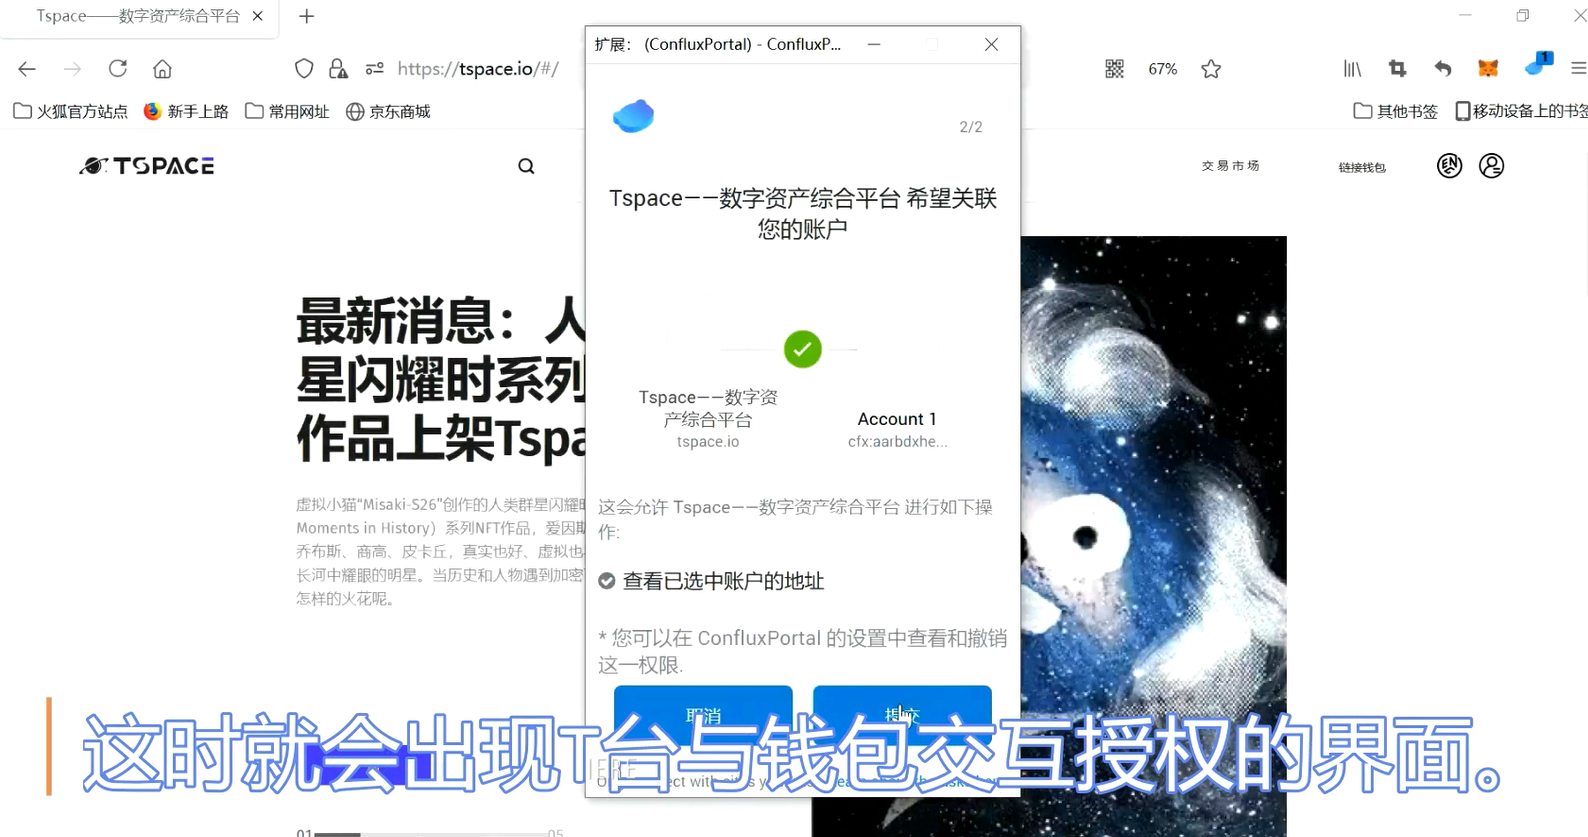 Tspace——数字资产综合平台
https://tspace.io/#/
67%
1
火狐官方站点
新手上路
常用网址
京东商城
其他书签
移动设备上的书签
TSPACE
交易市场
链接钱包
EN
最新消息：人
星闪耀时系列
作品上架Tspa
虚拟小猫“Misaki-S26”创作的人类群星闪耀时
Moments in History）系列NFT作品，爱因斯
乔布斯、商高、皮卡丘，真实也好、虚拟也
长河中耀眼的明星。当历史和人物遇到加密
怎样的火花呢。
01
05
扩展： (ConfluxPortal) - ConfluxP...
2/2
Tspace——数字资产综合平台 希望关联
您的账户
Tspace——数字资
产综合平台
tspace.io
Account 1
cfx:aarbdxhe...
这会允许 Tspace——数字资产综合平台 进行如下操
作:
查看已选中账户的地址
* 您可以在 ConfluxPortal 的设置中查看和撤销
这一权限.
取消
提交
这时就会出现T台与钱包交互授权的界面。